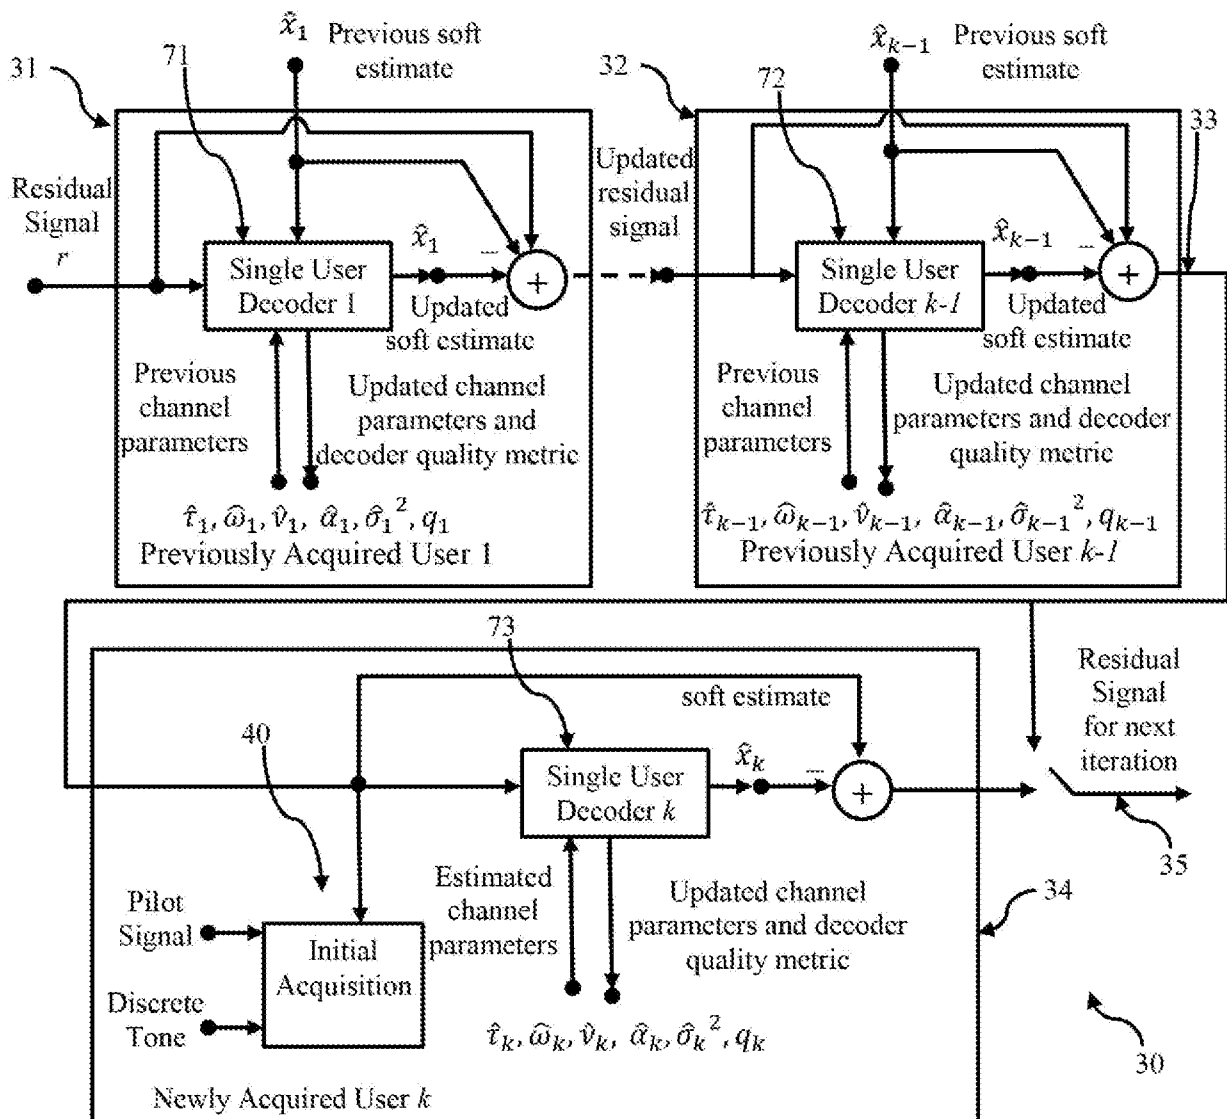 x̂₁ Previous soft estimate
31
71
Residual Signal r
Single User Decoder 1
x̂₁
−
+
Updated soft estimate
Previous channel parameters
Updated channel parameters and decoder quality metric
τ̂₁, ω̂₁, ν̂₁, α̂₁, σ̂₁², q₁
Previously Acquired User 1
Updated residual signal
x̂ₖ₋₁ Previous soft estimate
32
72
33
Single User Decoder k-1
x̂ₖ₋₁
−
+
Updated soft estimate
Previous channel parameters
Updated channel parameters and decoder quality metric
τ̂ₖ₋₁, ω̂ₖ₋₁, ν̂ₖ₋₁, α̂ₖ₋₁, σ̂ₖ₋₁², qₖ₋₁
Previously Acquired User k-1
73
soft estimate
40
Single User Decoder k
x̂ₖ
−
+
Residual Signal for next iteration
35
Pilot Signal
Discrete Tone
Initial Acquisition
Estimated channel parameters
Updated channel parameters and decoder quality metric
34
τ̂ₖ, ω̂ₖ, ν̂ₖ, α̂ₖ, σ̂ₖ², qₖ
30
Newly Acquired User k